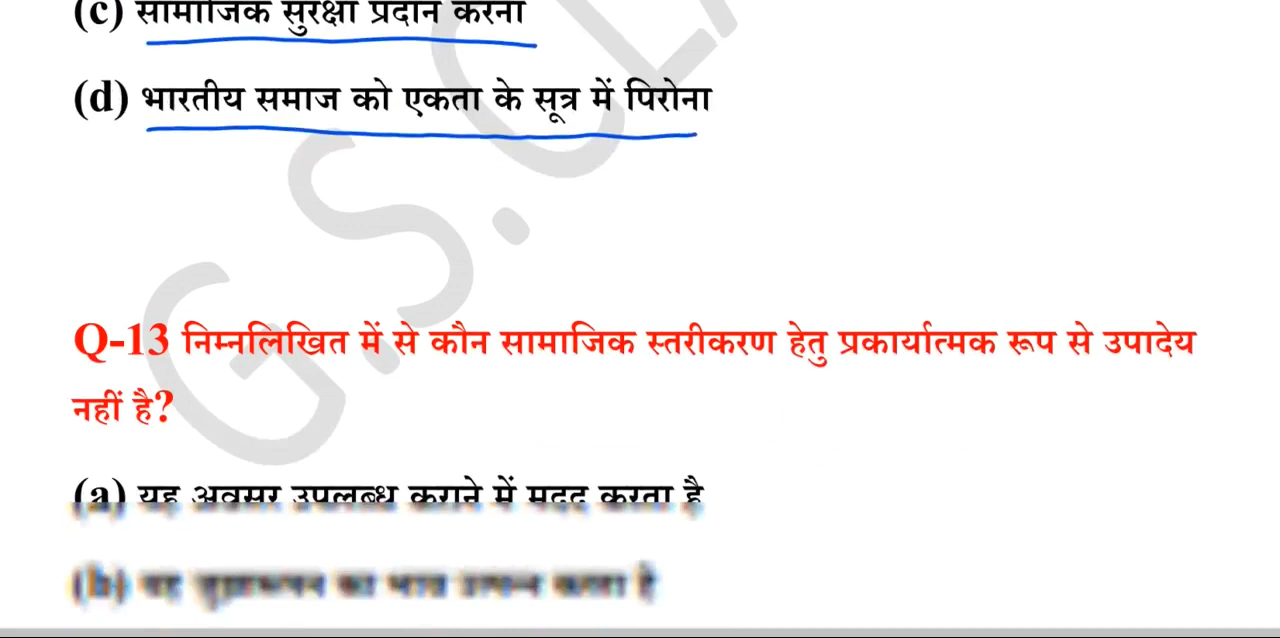 (c) सामाजिक सुरक्षा प्रदान करना
(d) भारतीय समाज को एकता के सूत्र में पिरोना
Q-13 निम्नलिखित में से कौन सामाजिक स्तरीकरण हेतु प्रकार्यात्मक रूप से उपादेय
नहीं है?
(a) यह अवसर उपलब्ध कराने में मदद करता है
(b)
G.S.